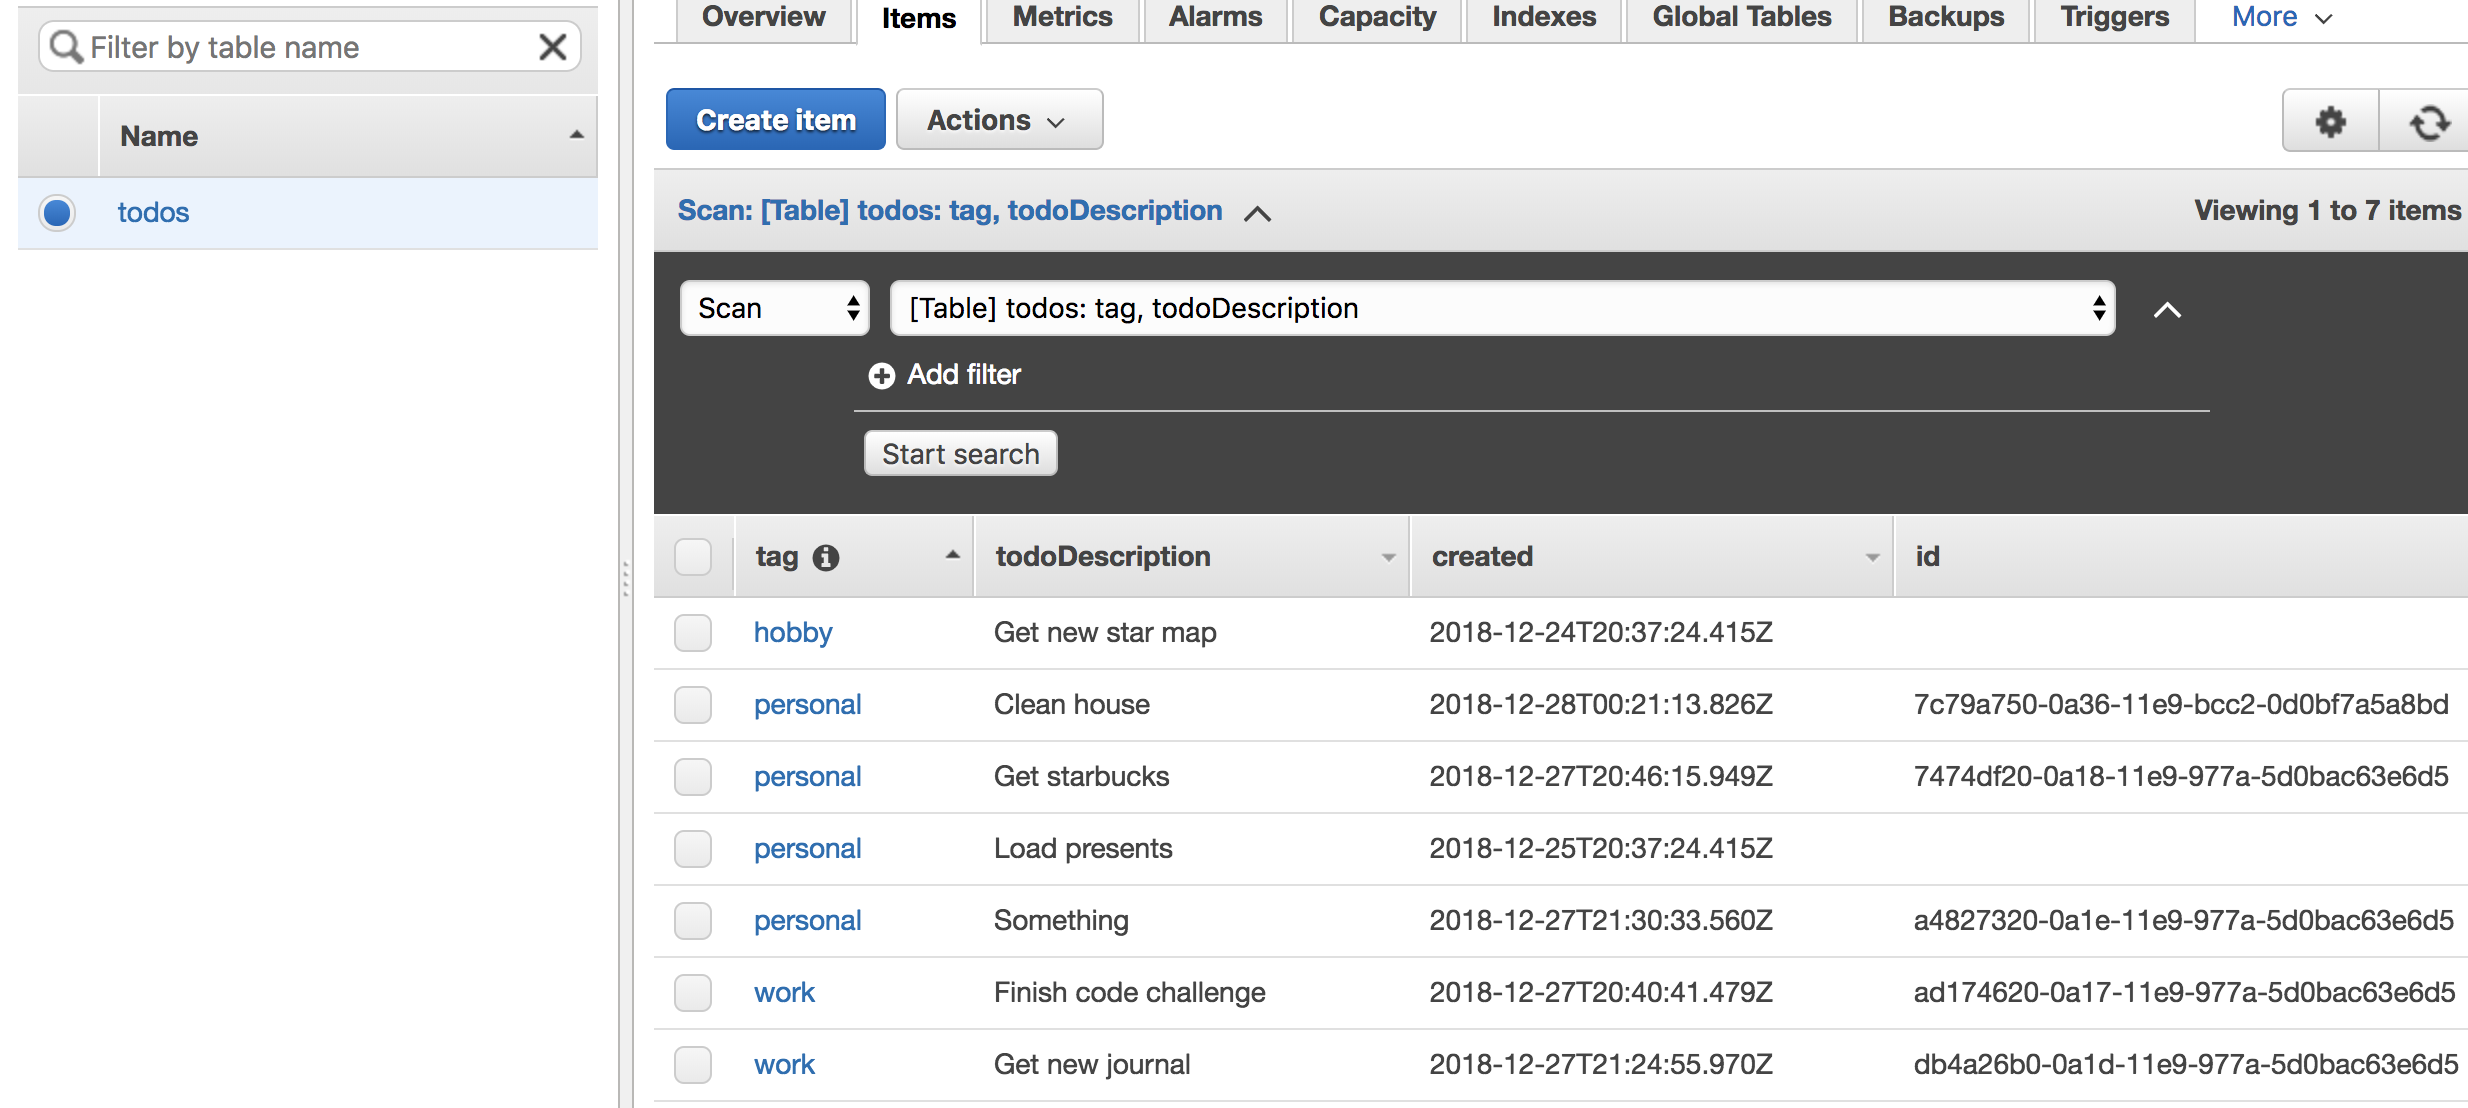 Filter by table name
Name
todos
Overview Items Metrics Alarms Capacity Indexes Global Tables Backups Triggers More
Create item Actions
Scan: [Table] todos: tag, todoDescription Viewing 1 to 7 items
Scan [Table] todos: tag, todoDescription
Add filter
Start search
tag todoDescription created id
hobby Get new star map 2018-12-24T20:37:24.415Z
personal Clean house 2018-12-28T00:21:13.826Z 7c79a750-0a36-11e9-bcc2-0d0bf7a5a8bd
personal Get starbucks 2018-12-27T20:46:15.949Z 7474df20-0a18-11e9-977a-5d0bac63e6d5
personal Load presents 2018-12-25T20:37:24.415Z
personal Something 2018-12-27T21:30:33.560Z a4827320-0a1e-11e9-977a-5d0bac63e6d5
work Finish code challenge 2018-12-27T20:40:41.479Z ad174620-0a17-11e9-977a-5d0bac63e6d5
work Get new journal 2018-12-27T21:24:55.970Z db4a26b0-0a1d-11e9-977a-5d0bac63e6d5